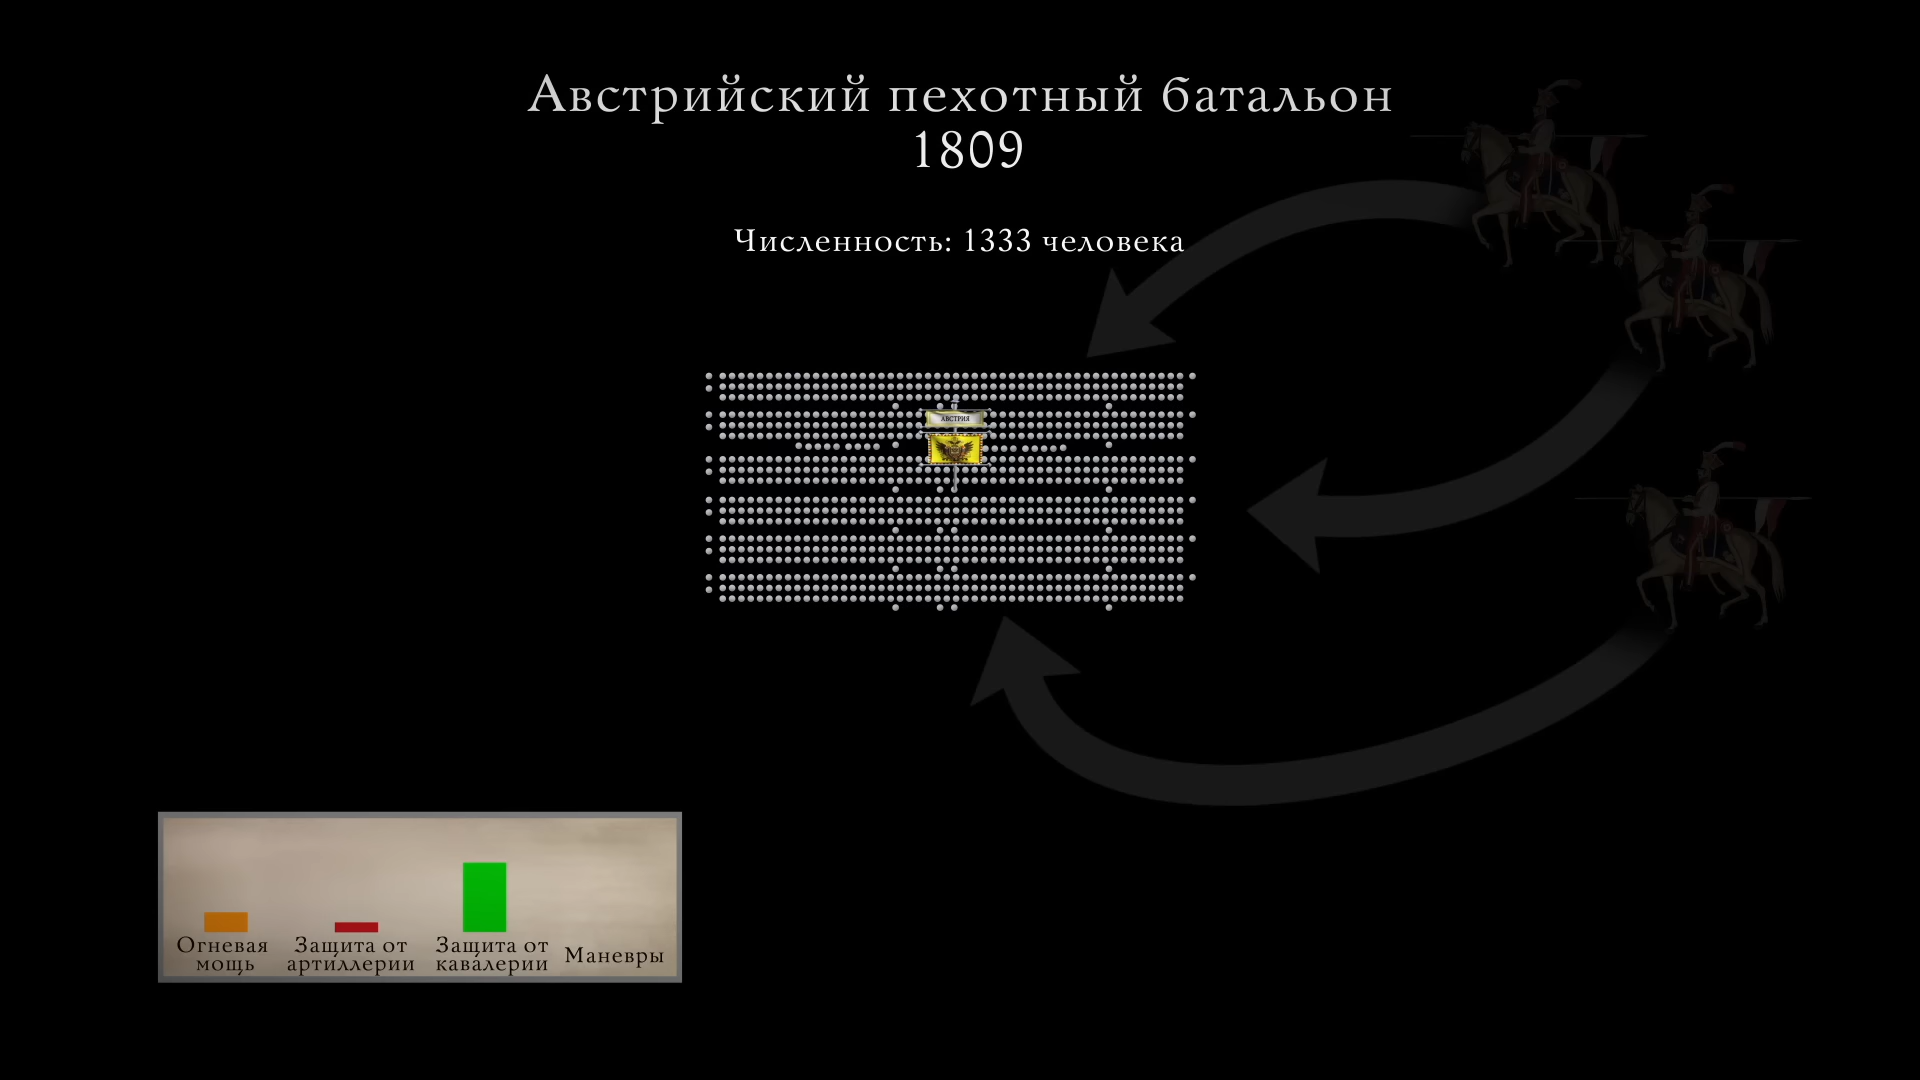 Австрийский пехотный батальон
1809
Численность: 1333 человека
АВСТРИЯ
Огневая
мощь
Защита от
артиллерии
Защита от
кавалерии
Маневры